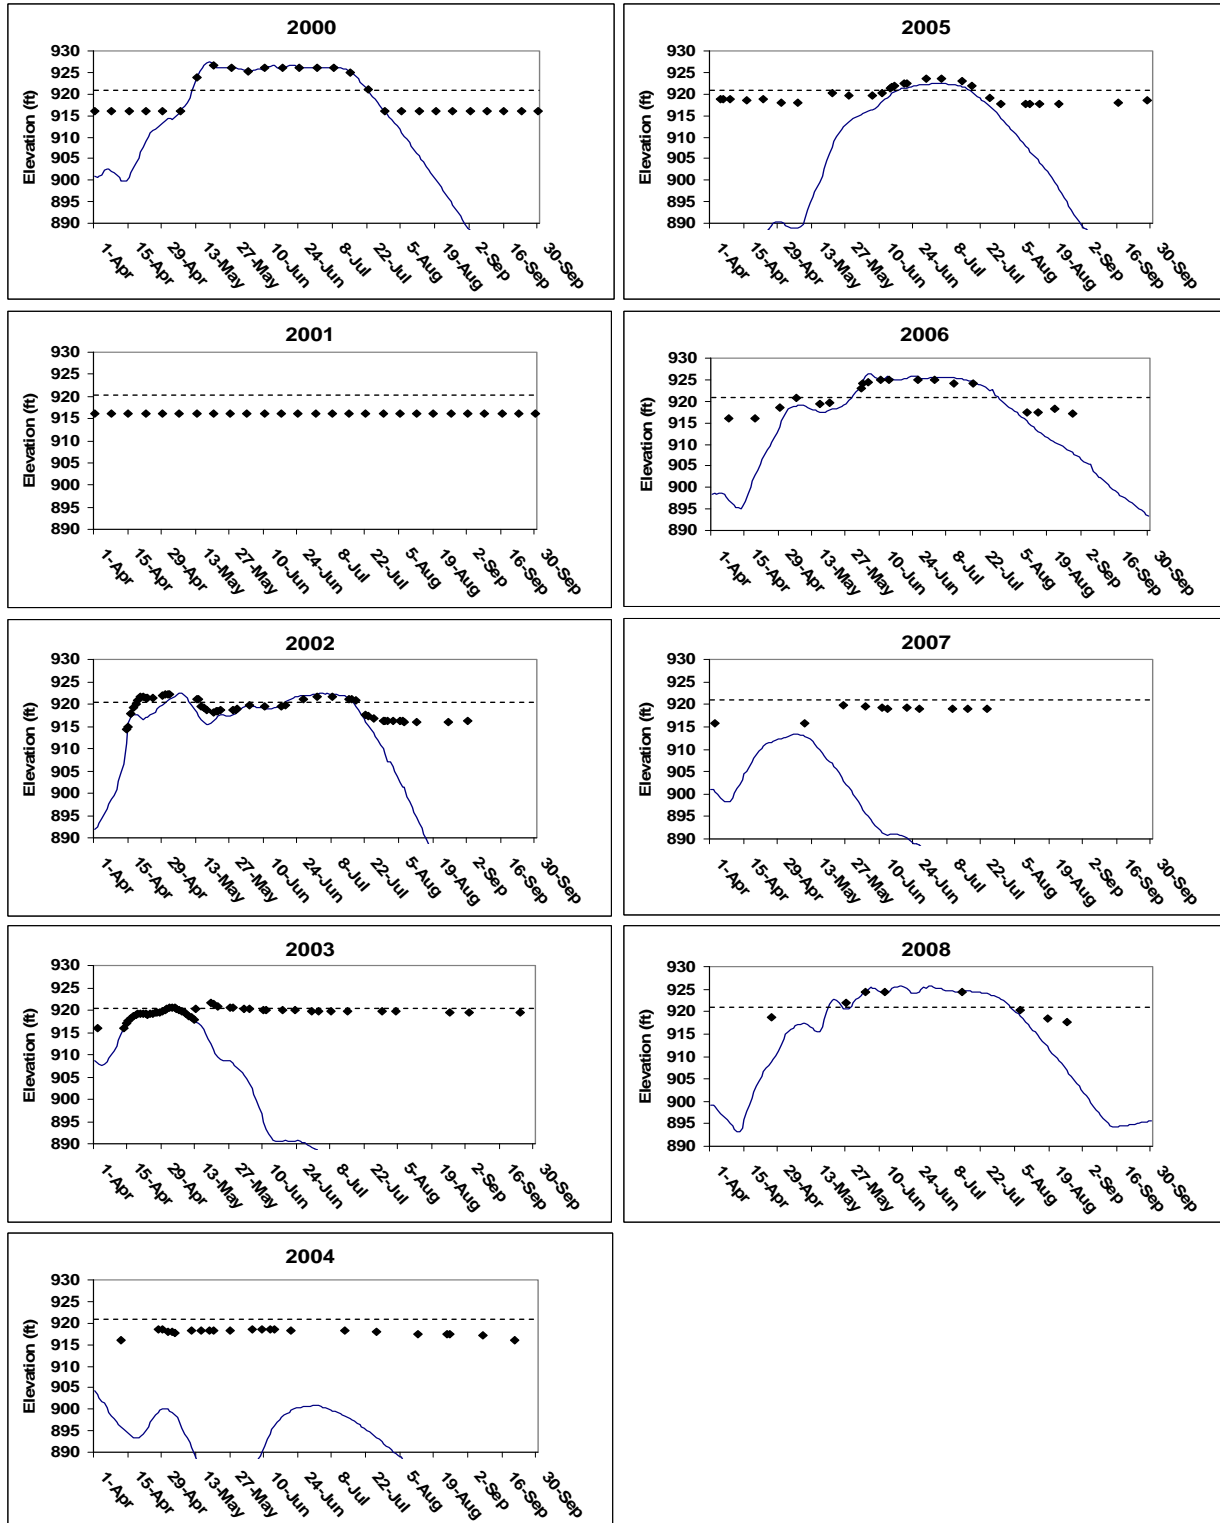 2000
Elevation (ft)
930
925
920
915
910
905
900
895
890
1-Apr
15-Apr
29-Apr
13-May
27-May
10-Jun
24-Jun
8-Jul
22-Jul
5-Aug
19-Aug
2-Sep
16-Sep
30-Sep
2001
Elevation (ft)
930
925
920
915
910
905
900
895
890
1-Apr
15-Apr
29-Apr
13-May
27-May
10-Jun
24-Jun
8-Jul
22-Jul
5-Aug
19-Aug
2-Sep
16-Sep
30-Sep
2002
Elevation (ft)
930
925
920
915
910
905
900
895
890
1-Apr
15-Apr
29-Apr
13-May
27-May
10-Jun
24-Jun
8-Jul
22-Jul
5-Aug
19-Aug
2-Sep
16-Sep
30-Sep
2003
Elevation (ft)
930
925
920
915
910
905
900
895
890
1-Apr
15-Apr
29-Apr
13-May
27-May
10-Jun
24-Jun
8-Jul
22-Jul
5-Aug
19-Aug
2-Sep
16-Sep
30-Sep
2004
Elevation (ft)
930
925
920
915
910
905
900
895
890
1-Apr
15-Apr
29-Apr
13-May
27-May
10-Jun
24-Jun
8-Jul
22-Jul
5-Aug
19-Aug
2-Sep
16-Sep
30-Sep
2005
Elevation (ft)
930
925
920
915
910
905
900
895
890
1-Apr
15-Apr
29-Apr
13-May
27-May
10-Jun
24-Jun
8-Jul
22-Jul
5-Aug
19-Aug
2-Sep
16-Sep
30-Sep
2006
Elevation (ft)
930
925
920
915
910
905
900
895
890
1-Apr
15-Apr
29-Apr
13-May
27-May
10-Jun
24-Jun
8-Jul
22-Jul
5-Aug
19-Aug
2-Sep
16-Sep
30-Sep
2007
Elevation (ft)
930
925
920
915
910
905
900
895
890
1-Apr
15-Apr
29-Apr
13-May
27-May
10-Jun
24-Jun
8-Jul
22-Jul
5-Aug
19-Aug
2-Sep
16-Sep
30-Sep
2008
Elevation (ft)
930
925
920
915
910
905
900
895
890
1-Apr
15-Apr
29-Apr
13-May
27-May
10-Jun
24-Jun
8-Jul
22-Jul
5-Aug
19-Aug
2-Sep
16-Sep
30-Sep